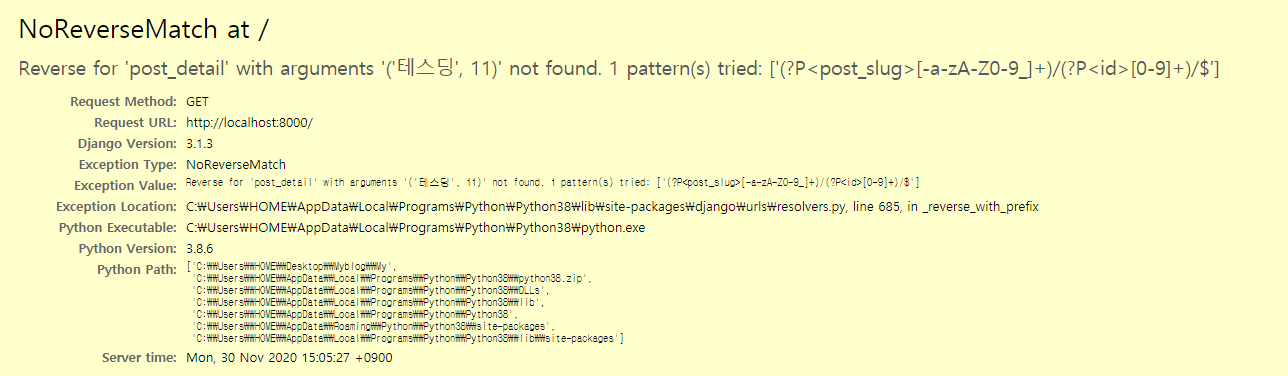 NoReverseMatch at /
Reverse for 'post_detail' with arguments '('테스딩', 11)' not found. 1 pattern(s) tried: ['(?P<post_slug>[-a-zA-Z0-9_]+)/(?P<id>[0-9]+)/$']
Request Method: GET
Request URL: http://localhost:8000/
Django Version: 3.1.3
Exception Type: NoReverseMatch
Exception Value: Reverse for 'post_detail' with arguments '('테스딩', 11)' not found. 1 pattern(s) tried: ['(?P<post_slug>[-a-zA-Z0-9_]+)/(?P<id>[0-9]+)/$']
Exception Location: C:₩Users₩HOME₩AppData₩Local₩Programs₩Python₩Python38₩lib₩site-packages₩django₩urls₩resolvers.py, line 685, in _reverse_with_prefix
Python Executable: C:₩Users₩HOME₩AppData₩Local₩Programs₩Python₩Python38₩python.exe
Python Version: 3.8.6
Python Path: ['C:₩₩Users₩₩HOME₩₩Desktop₩₩Myblog₩₩My',
'C:₩₩Users₩₩HOME₩₩AppData₩₩Local₩₩Programs₩₩Python₩₩Python38₩₩python38.zip',
'C:₩₩Users₩₩HOME₩₩AppData₩₩Local₩₩Programs₩₩Python₩₩Python38₩₩DLLs',
'C:₩₩Users₩₩HOME₩₩AppData₩₩Local₩₩Programs₩₩Python₩₩Python38₩₩lib',
'C:₩₩Users₩₩HOME₩₩AppData₩₩Local₩₩Programs₩₩Python₩₩Python38',
'C:₩₩Users₩₩HOME₩₩AppData₩₩Roaming₩₩Python₩₩Python38₩₩site-packages',
'C:₩₩Users₩₩HOME₩₩AppData₩₩Local₩₩Programs₩₩Python₩₩Python38₩₩lib₩₩site-packages']
Server time: Mon, 30 Nov 2020 15:05:27 +0900